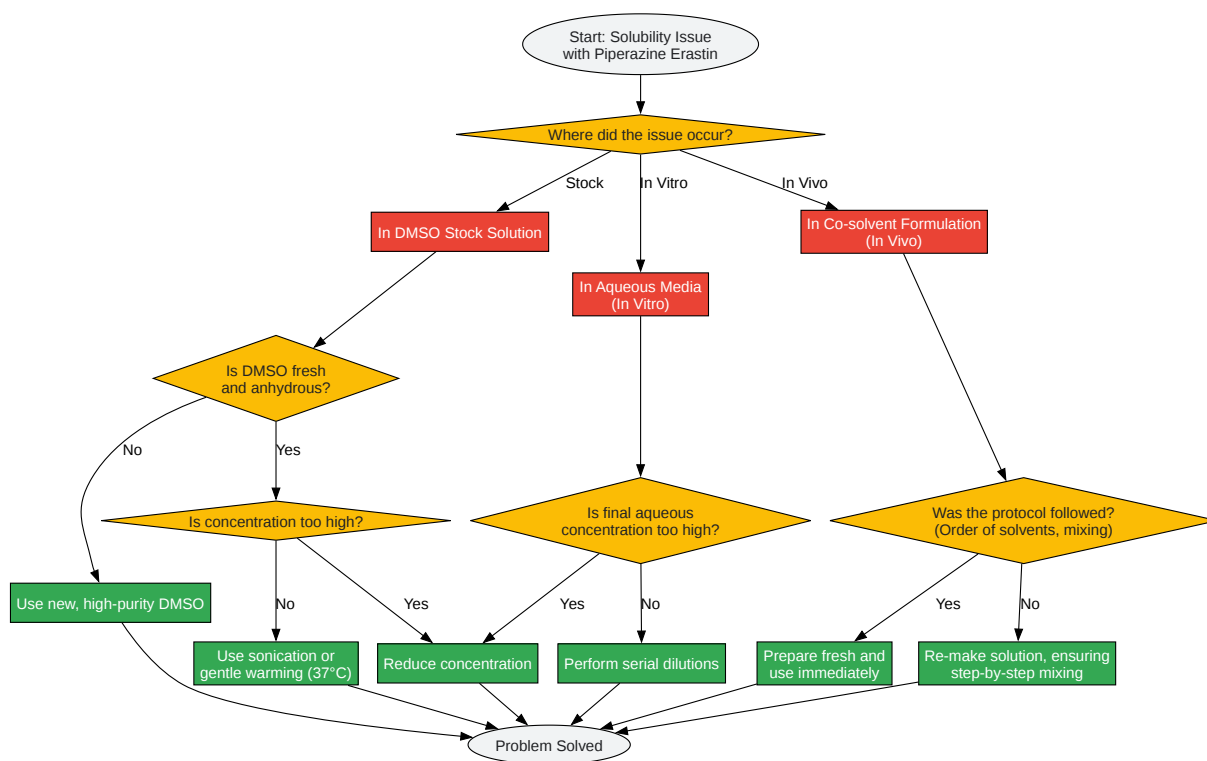 Start: Solubility Issue
with Piperazine Erastin
Where did the issue occur?
Stock
In Vitro
In Vivo
In DMSO Stock Solution
In Co-solvent Formulation
(In Vivo)
In Aqueous Media
(In Vitro)
Is DMSO fresh
and anhydrous?
No
Yes
Is concentration too high?
Is final aqueous
concentration too high?
Was the protocol followed?
(Order of solvents, mixing)
Use new, high-purity DMSO
No
Yes
Yes
No
Yes
No
Use sonication or
gentle warming (37°C)
Reduce concentration
Perform serial dilutions
Prepare fresh and
use immediately
Re-make solution, ensuring
step-by-step mixing
Problem Solved